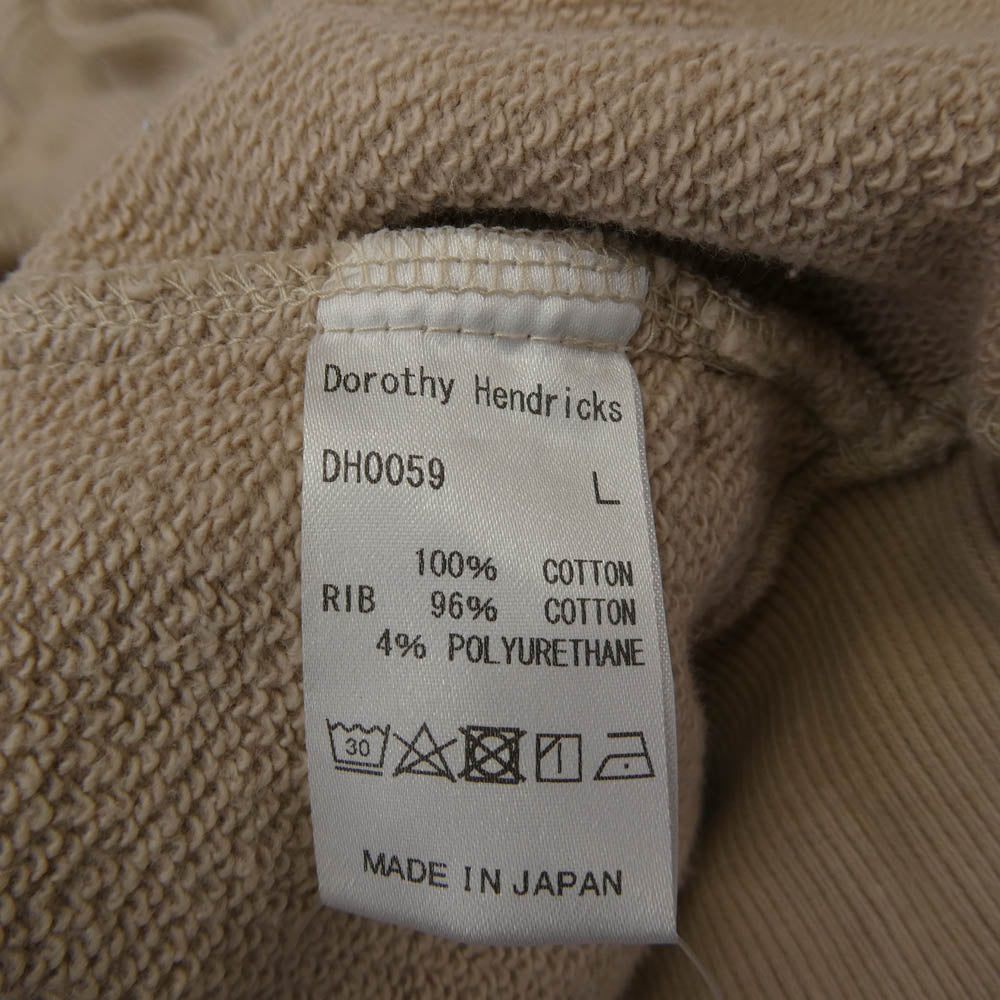 Dorothy Hendricks
DH0059 L
100% COTTON
RIB 96% COTTON
4% POLYURETHANE
30
MADE IN JAPAN